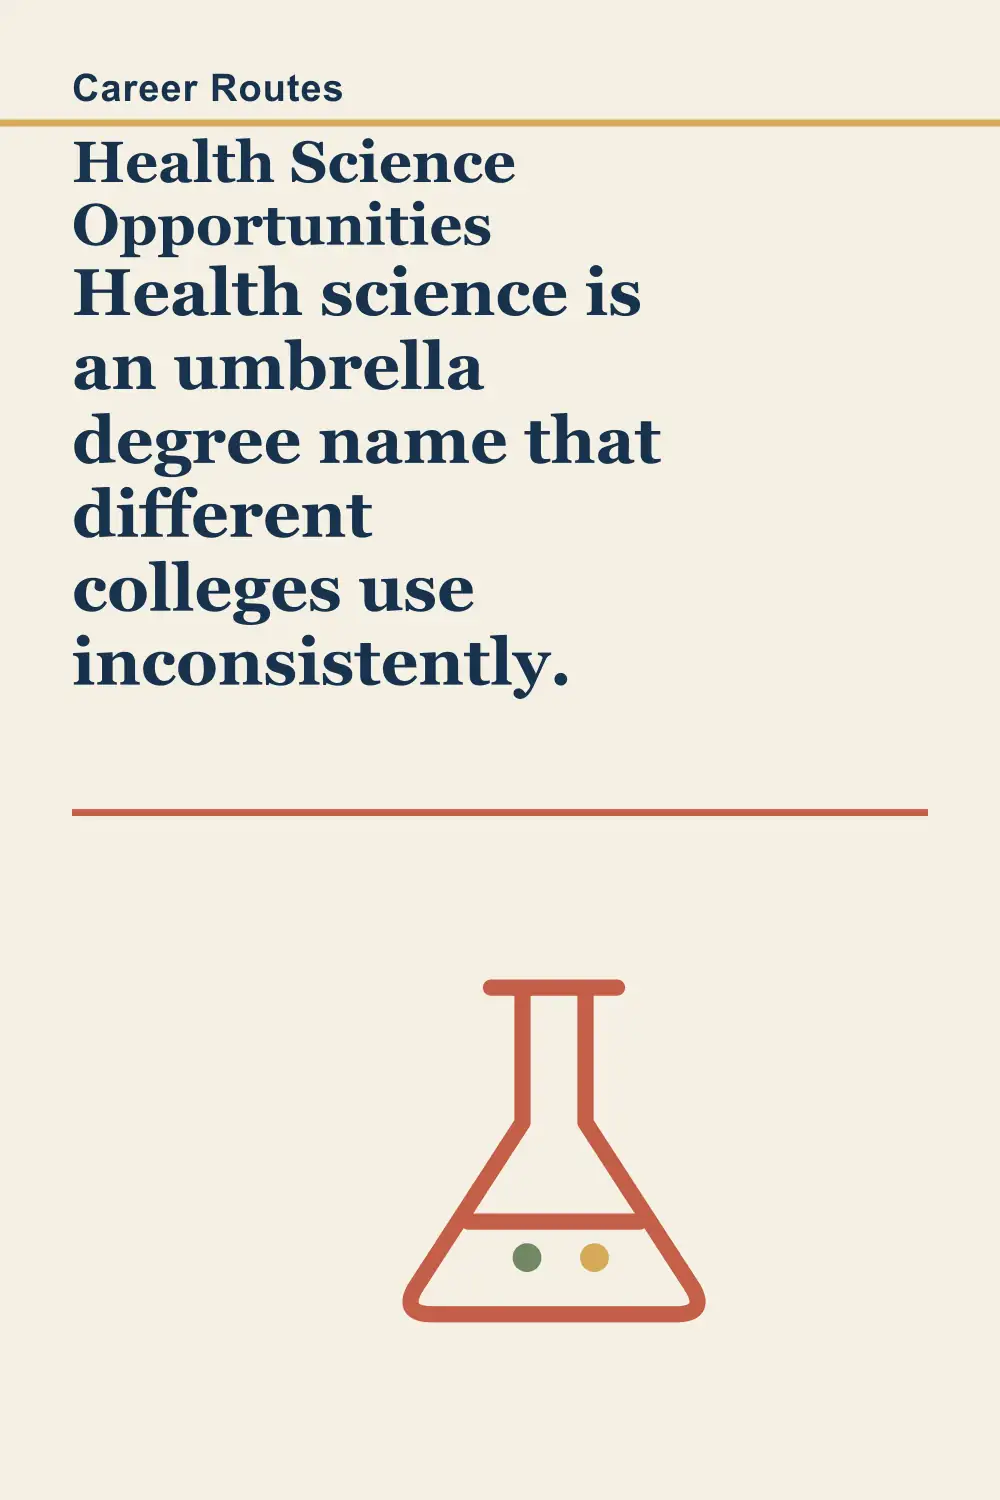 Career Routes
Health Science
Opportunities
Health science is
an umbrella
degree name that
different
colleges use
inconsistently.